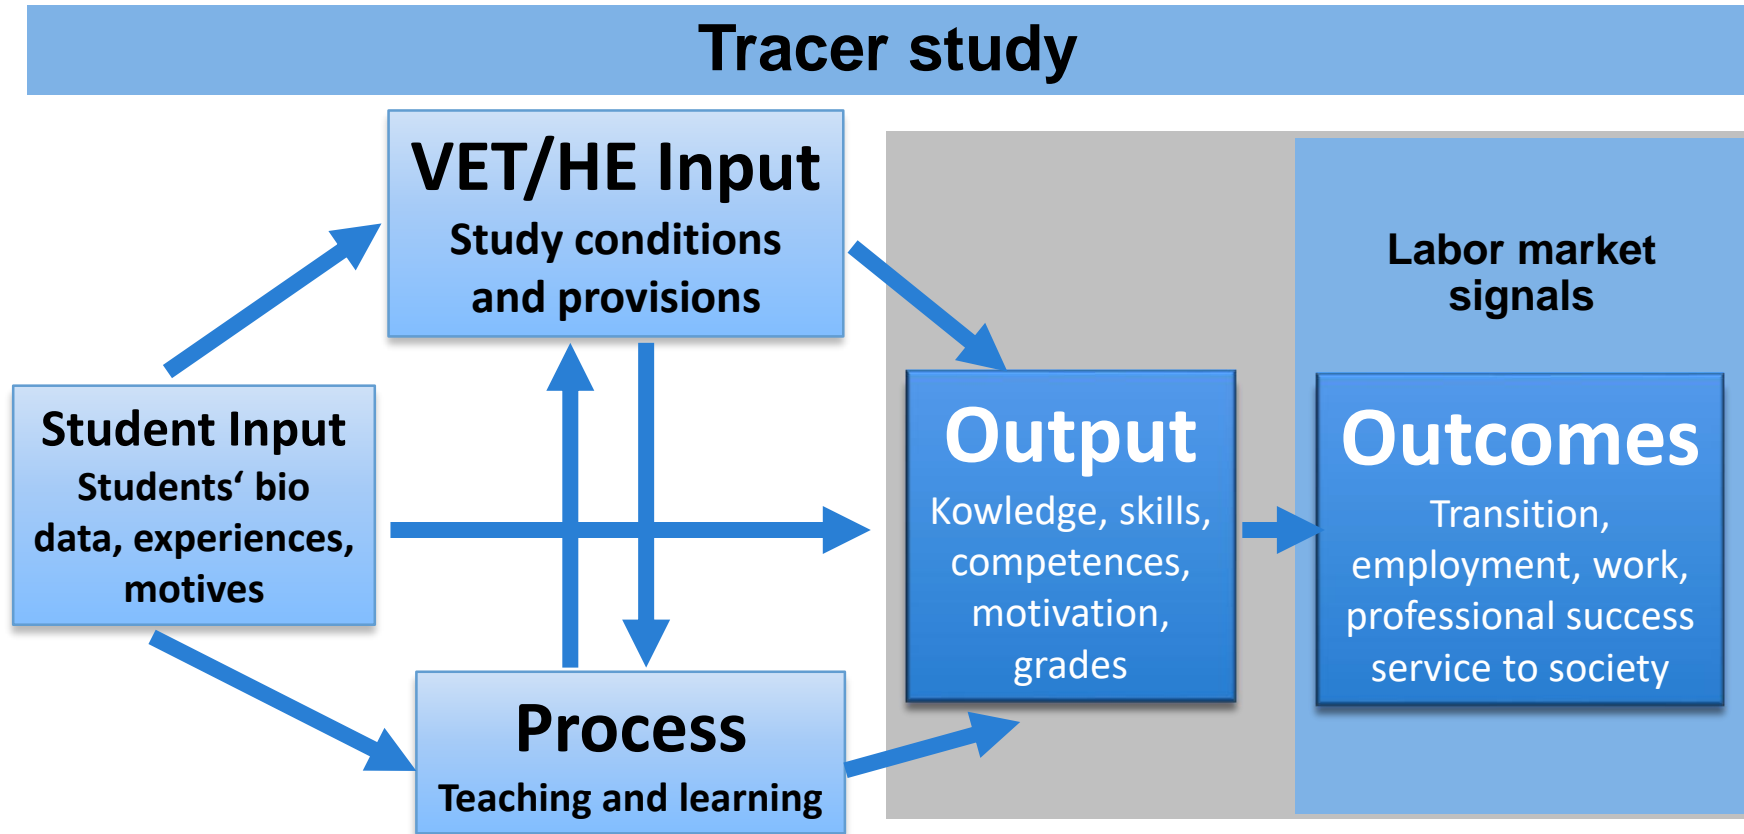 Tracer study
VET/HE Input
Study conditions
and provisions
Student Input
Students‘ bio
data, experiences,
motives
Process
Teaching and learning
Output
Kowledge, skills,
competences,
motivation,
grades
Labor market
signals
Outcomes
Transition,
employment, work,
professional success
service to society